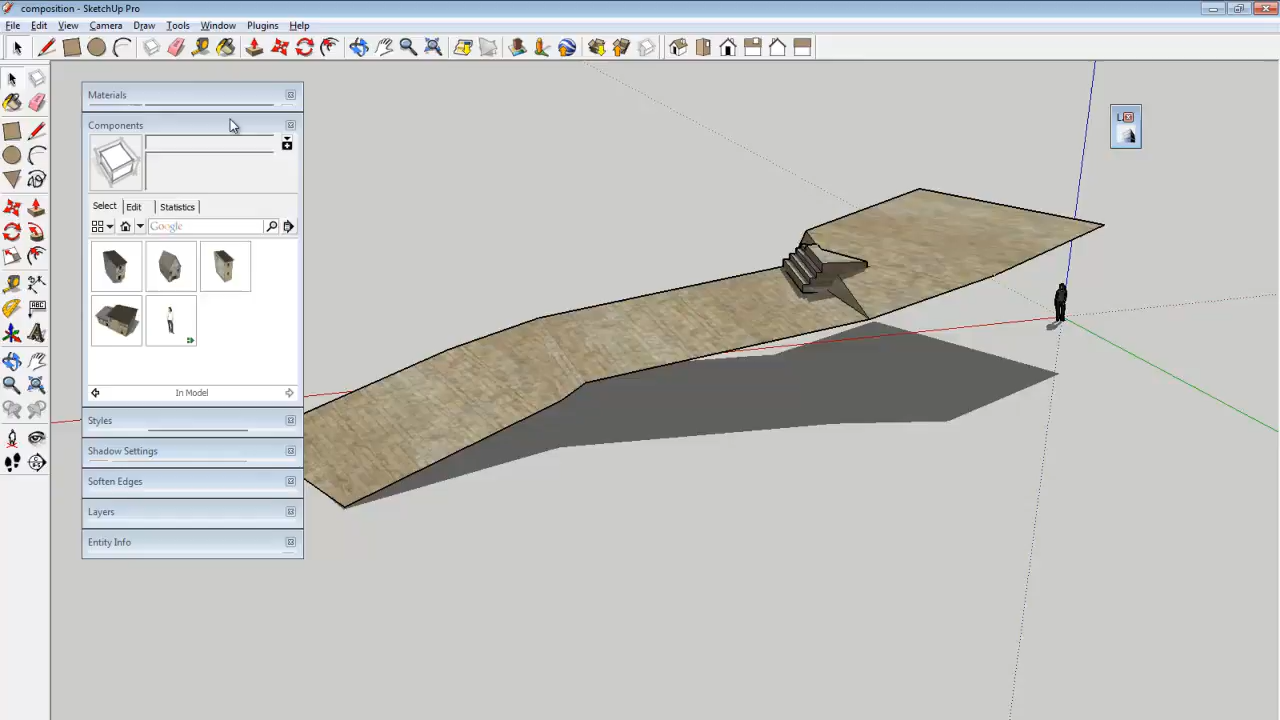 composition - SketchUp Pro
File Edit View Camera Draw Tools Window Plugins Help
Materials
Components
Select Edit Statistics
Google
In Model
Styles
Shadow Settings
Soften Edges
Layers
Entity Info
ABC